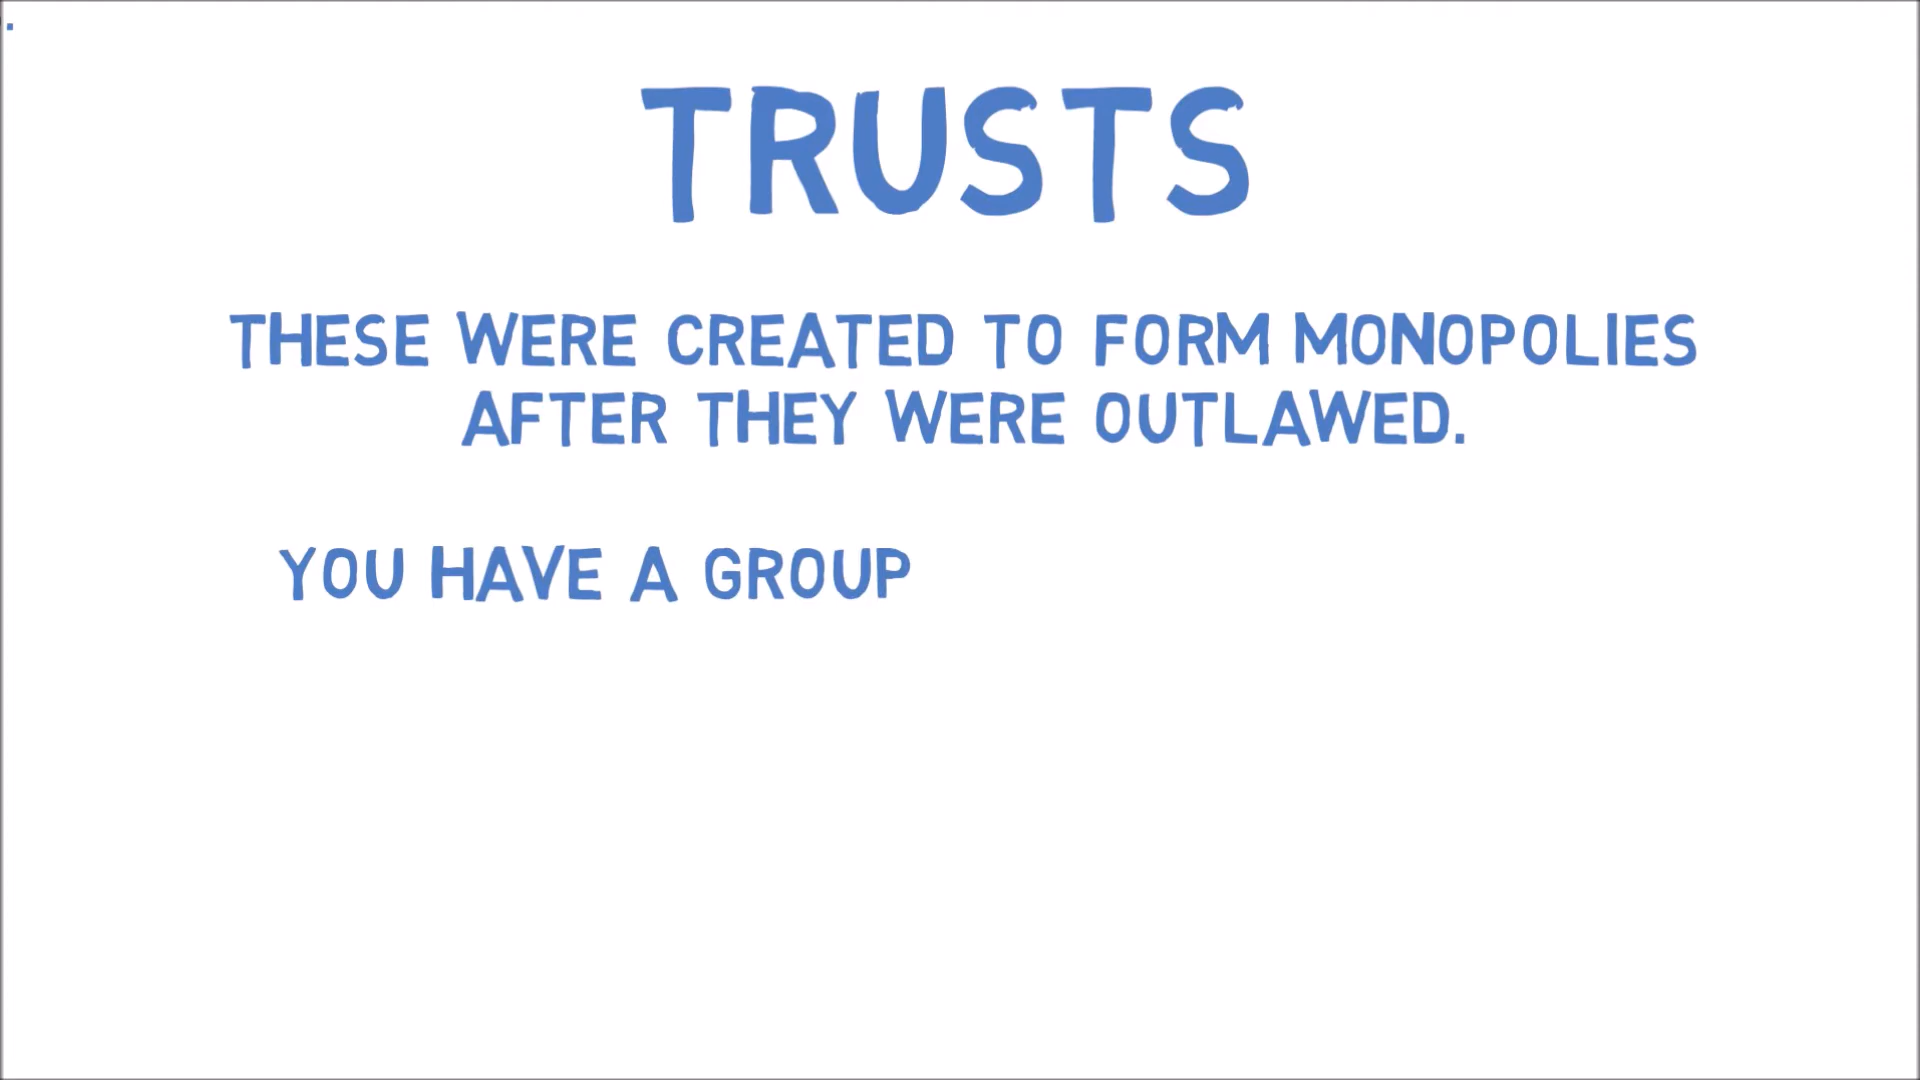 TRUSTS
THESE WERE CREATED TO FORM MONOPOLIES
AFTER THEY WERE OUTLAWED.
YOU HAVE A GROUP